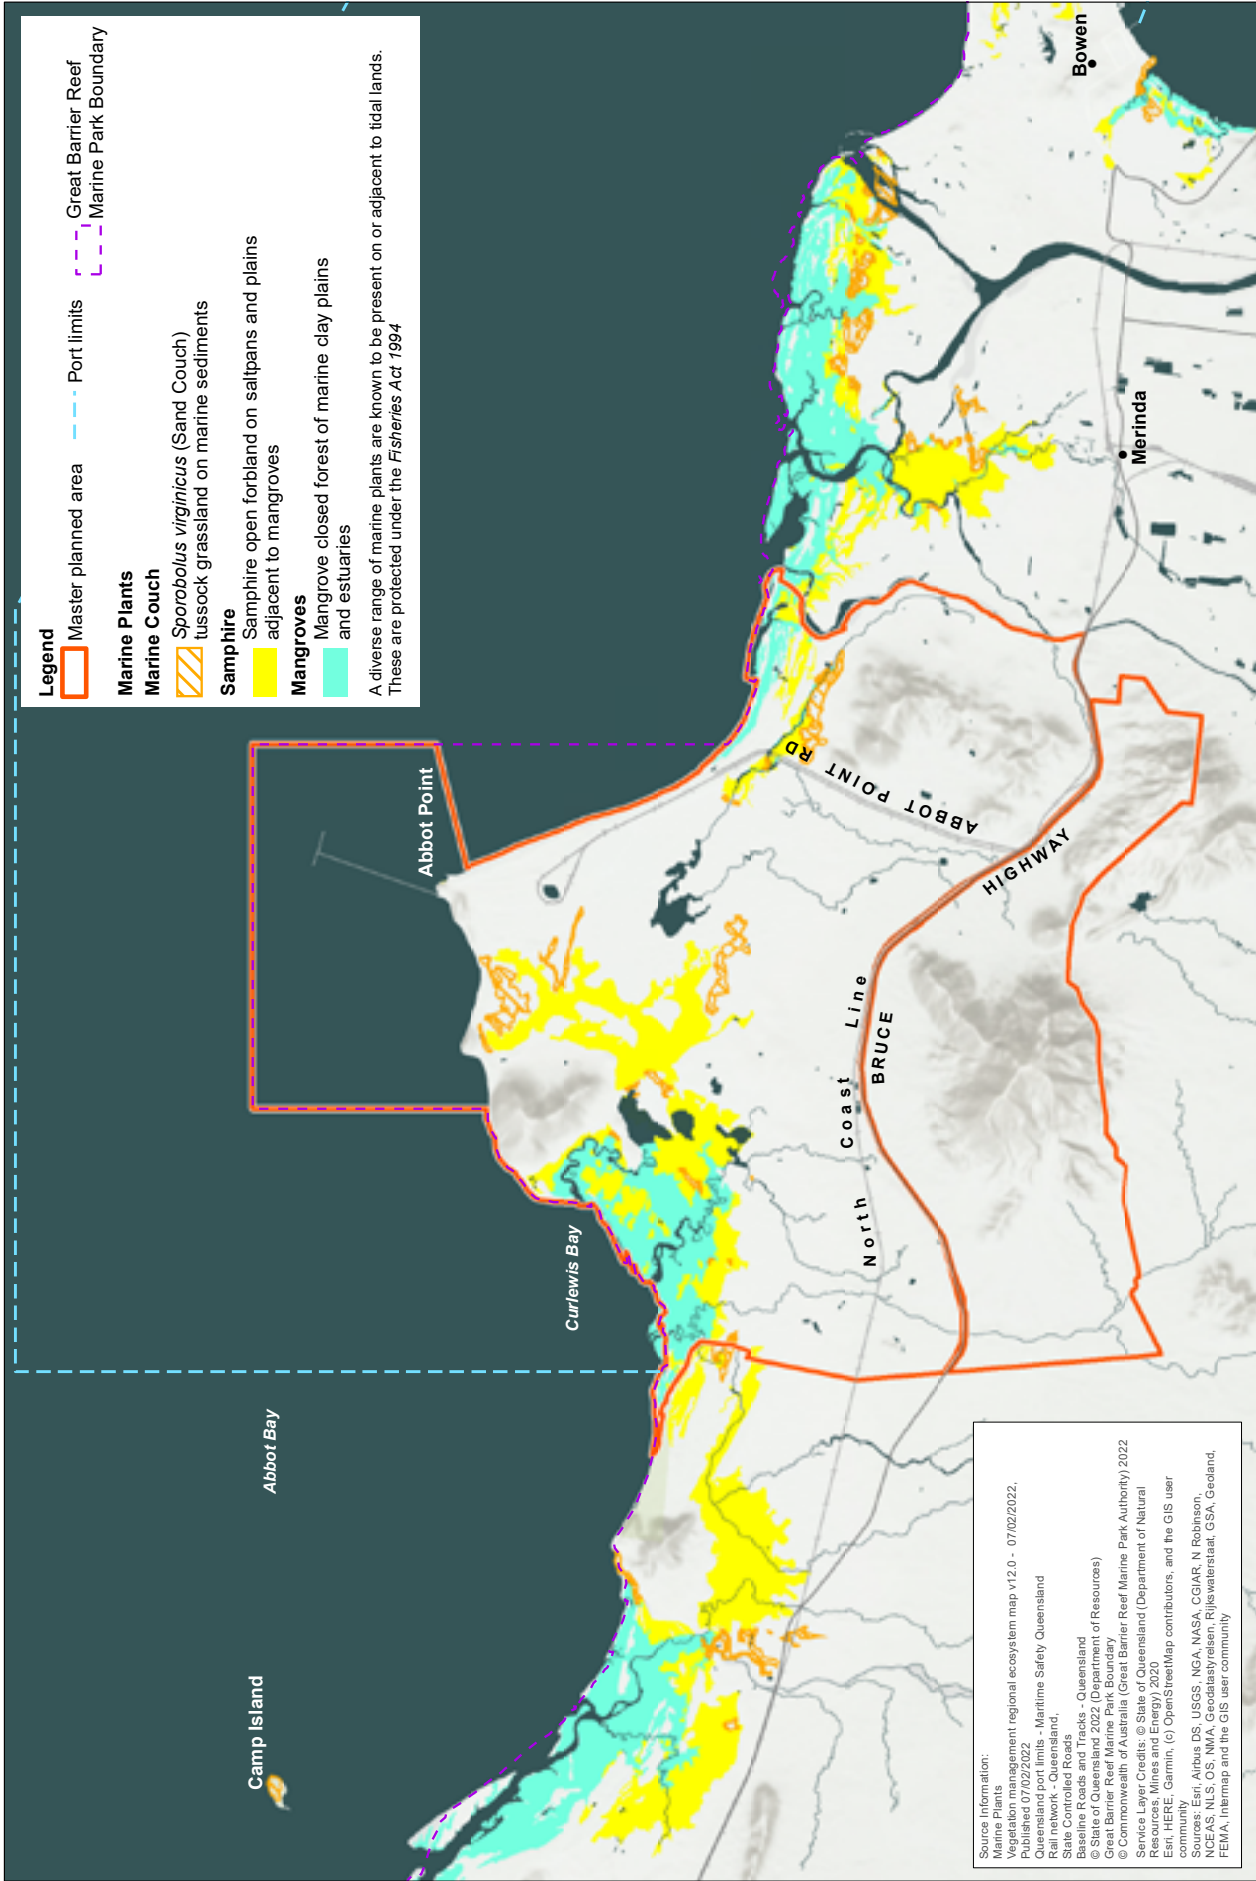 Legend
Master planned area
Port limits
Great Barrier Reef
Marine Park Boundary
Marine Plants
Marine Couch
Sporobolus virginicus (Sand Couch)
tussock grassland on marine sediments
Samphire
Samphire open forbland on saltpans and plains
adjacent to mangroves
Mangroves
Mangrove closed forest of marine clay plains
and estuaries
A diverse range of marine plants are known to be present on or adjacent to tidal lands.
These are protected under the Fisheries Act 1994
Camp Island
Abbot Bay
Curlewis Bay
Abbot Point
ABBOT POINT RD
North Coast Line
BRUCE HIGHWAY
Merinda
Bowen
Source Information:
Marine Plants
Vegetation management regional ecosystem map v12.0 - 07/02/2022,
Published 07/02/2022
Queensland port limits - Maritime Safety Queensland
Rail network - Queensland,
State Controlled Roads
Baseline Roads and Tracks - Queensland
© State of Queensland 2022 (Department of Resources)
Great Barrier Reef Marine Park Boundary
© Commonwealth of Australia (Great Barrier Reef Marine Park Authority) 2022
Service Layer Credits: © State of Queensland (Department of Natural
Resources, Mines and Energy) 2020
Esri, HERE, Garmin, (c) OpenStreetMap contributors, and the GIS user
community
Sources: Esri, Airbus DS, USGS, NGA, NASA, CGIAR, N Robinson,
NCEAS, NLS, OS, NMA, Geodatastyrelsen, Rijkswaterstaat, GSA, Geoland,
FEMA, Intermap and the GIS user community